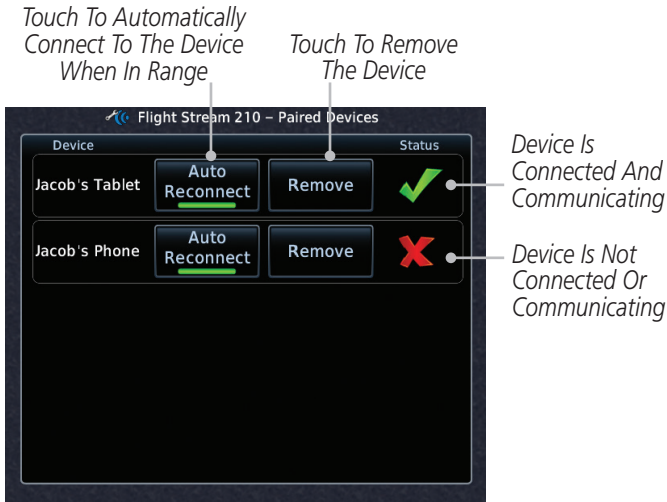 Touch To Automatically
Connect To The Device
When In Range
Touch To Remove
The Device
Flight Stream 210 – Paired Devices
Device
Status
Jacob's Tablet
Auto
Reconnect
Remove
Device Is
Connected And
Communicating
Jacob's Phone
Auto
Reconnect
Remove
Device Is Not
Connected Or
Communicating